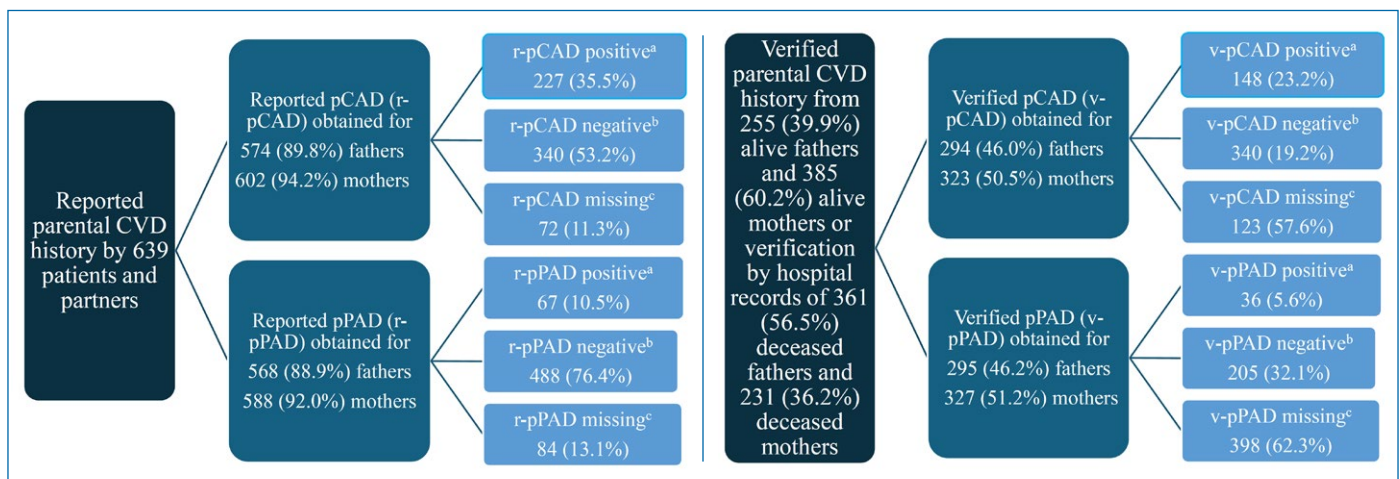 Reported
parental CVD
history by 639
patients and
partners
Reported pCAD (r-
pCAD) obtained for
574 (89.8%) fathers
602 (94.2%) mothers
r-pCAD positiveᵃ
227 (35.5%)
r-pCAD negativeᵇ
340 (53.2%)
r-pCAD missingᶜ
72 (11.3%)
Reported pPAD (r-
pPAD) obtained for
568 (88.9%) fathers
588 (92.0%) mothers
r-pPAD positiveᵃ
67 (10.5%)
r-pPAD negativeᵇ
488 (76.4%)
r-pPAD missingᶜ
84 (13.1%)
Verified
parental CVD
history from
255 (39.9%)
alive fathers
and 385
(60.2%) alive
mothers or
verification
by hospital
records of 361
(56.5%)
deceased
fathers and
231 (36.2%)
deceased
mothers
Verified pCAD (v-
pCAD) obtained for
294 (46.0%) fathers
323 (50.5%) mothers
v-pCAD positiveᵃ
148 (23.2%)
v-pCAD negativeᵇ
340 (19.2%)
v-pCAD missingᶜ
123 (57.6%)
Verified pPAD (v-
pPAD) obtained for
295 (46.2%) fathers
327 (51.2%) mothers
v-pPAD positiveᵃ
36 (5.6%)
v-pPAD negativeᵇ
205 (32.1%)
v-pPAD missingᶜ
398 (62.3%)